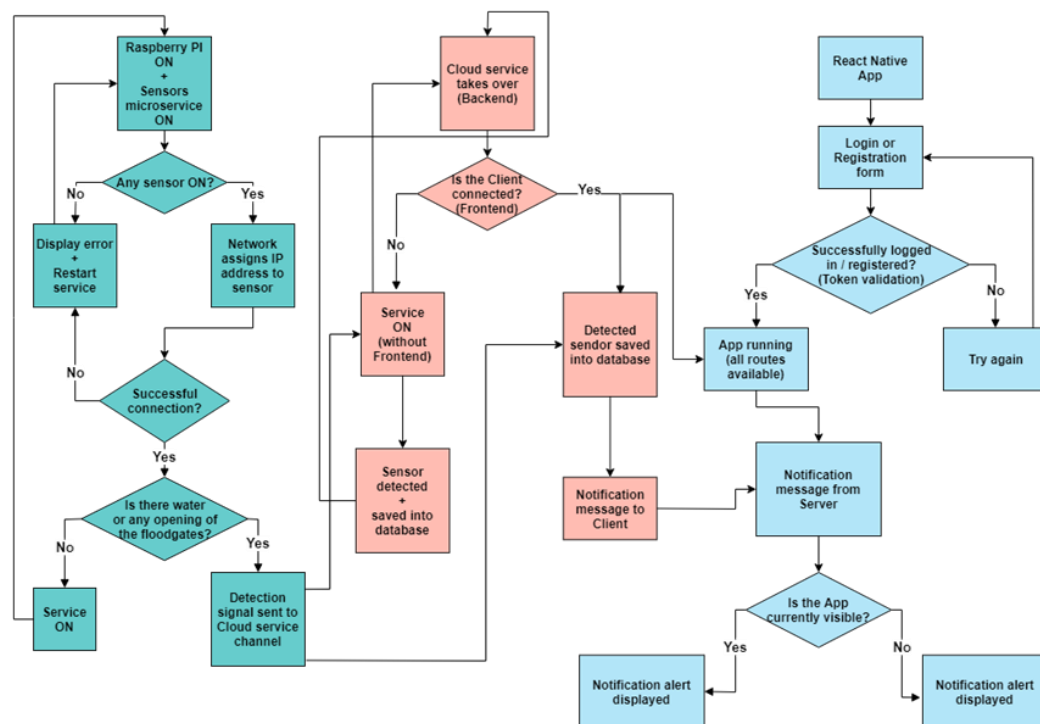 Raspberry PI
ON
+
Sensors
microservice
ON
Any sensor ON?
No
Yes
Display error
+
Restart
service
Network
assigns IP
address to
sensor
No
Successful
connection?
Yes
Is there water
or any opening of
the floodgates?
No
Yes
Service
ON
Detection
signal sent to
Cloud service
channel
Cloud service
takes over
(Backend)
Is the Client
connected?
(Frontend)
Yes
No
Service
ON
(without
Frontend)
Sensor
detected
+
saved into
database
Detected
sendor saved
into database
Notification
message to
Client
React Native
App
Login or
Registration
form
Successfully logged
in / registered?
(Token validation)
Yes
No
App running
(all routes
available)
Try again
Notification
message from
Server
Is the App
currently visible?
Yes
No
Notification alert
displayed
Notification alert
displayed